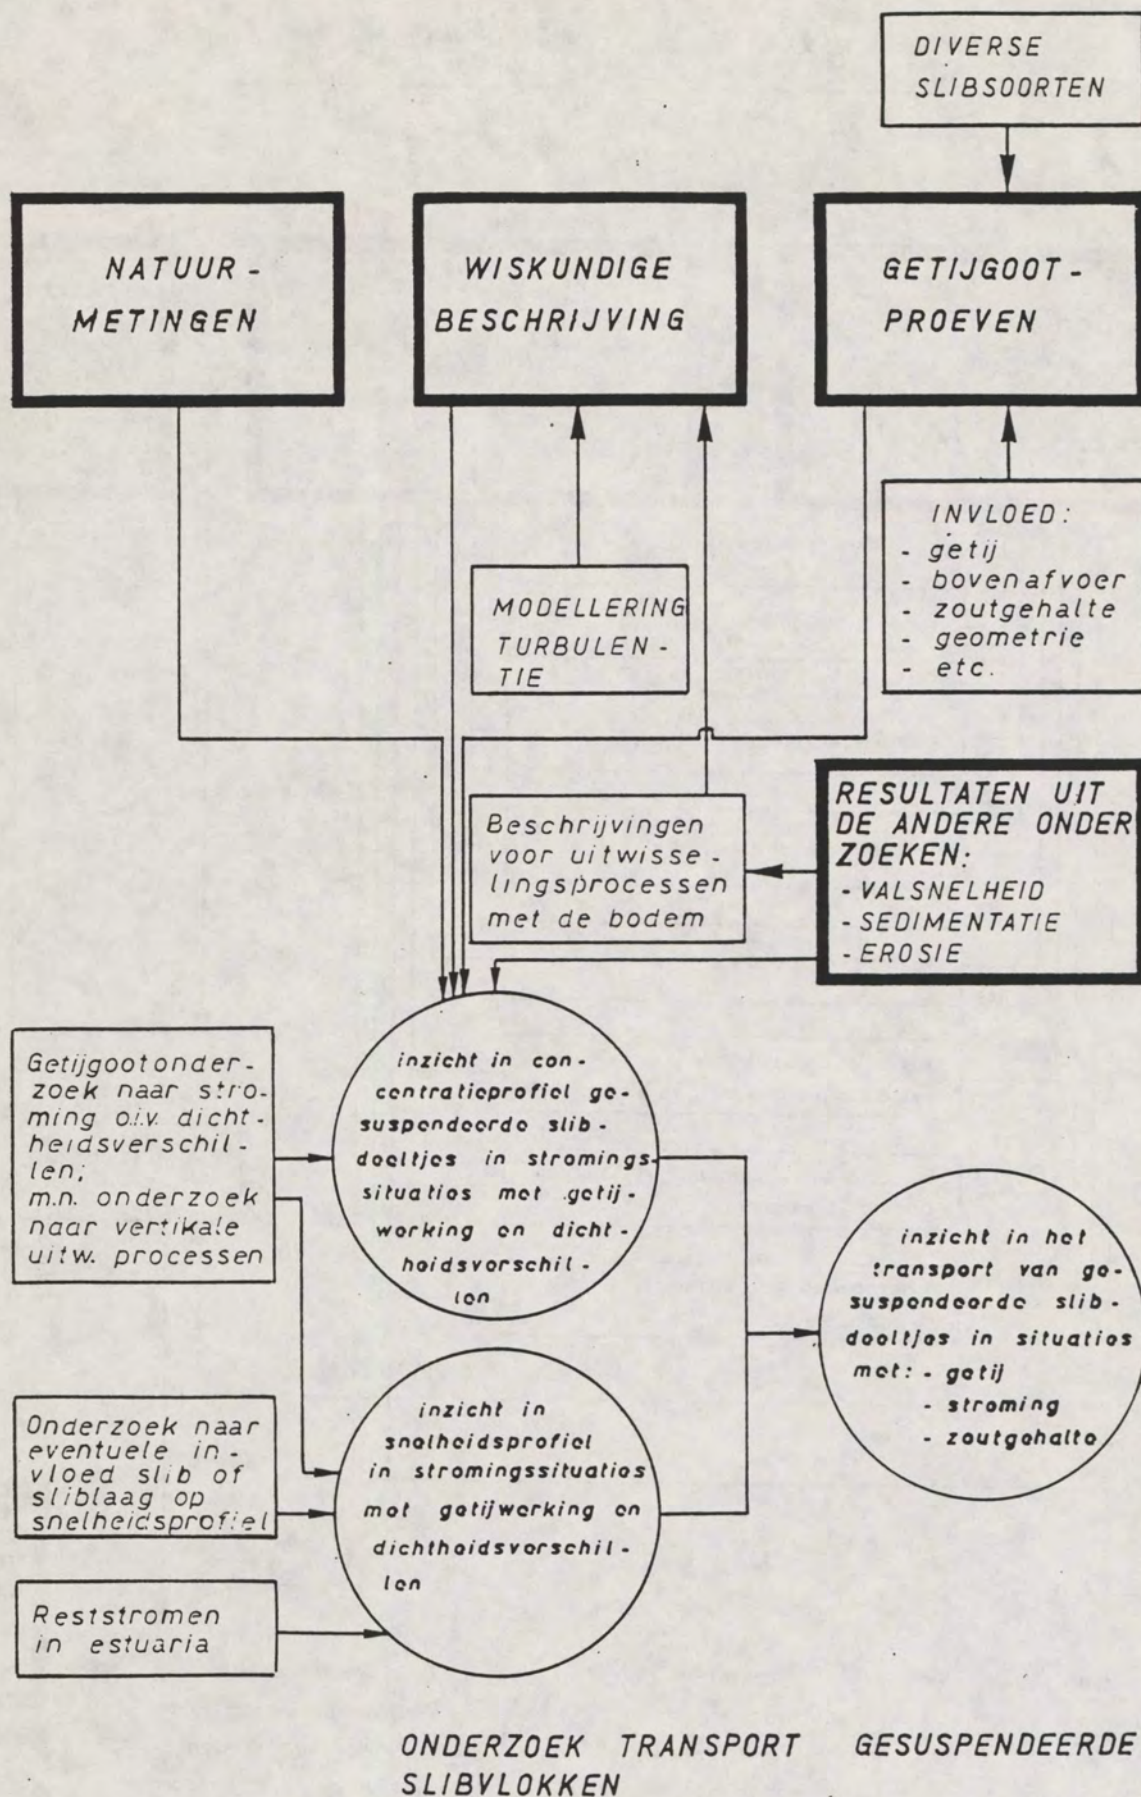 DIVERSE
SLIBSOORTEN
NATUUR -
METINGEN
WISKUNDIGE
BESCHRIJVING
GETIJGOOT -
PROEVEN
MODELLERING
TURBULEN -
TIE
INVLOED :
- getij
- bovenafvoer
- zoutgehalte
- geometrie
- etc.
Beschrijvingen
voor uitwisse -
lingsprocessen
met de bodem
RESULTATEN UIT
DE ANDERE ONDER
ZOEKEN:
- VALSNELHEID
- SEDIMENTATIE
- EROSIE
Getijgootonder -
zoek naar stro-
ming o.i.v. dicht -
heidsverschil -
len;
m.n. onderzoek
naar vertikale
uitw. processen
inzicht in con -
centratieprofiel ge-
suspendeerde slib-
deeltjes in stromings-
situaties met getij-
werking en dicht -
heidsverschil -
len
inzicht in het
transport van ge-
suspendeerde slib -
deeltjes in situaties
met: - getij
- stroming
- zoutgehalte
Onderzoek naar
eventuele in -
vloed slib of
sliblaag op
snelheidsprofiel
inzicht in
snelheidsprofiel
in stromingssituaties
met getijwerking en
dichtheidsverschil -
len
Reststromen
in estuaria
ONDERZOEK TRANSPORT GESUSPENDEERDE
SLIBVLOKKEN